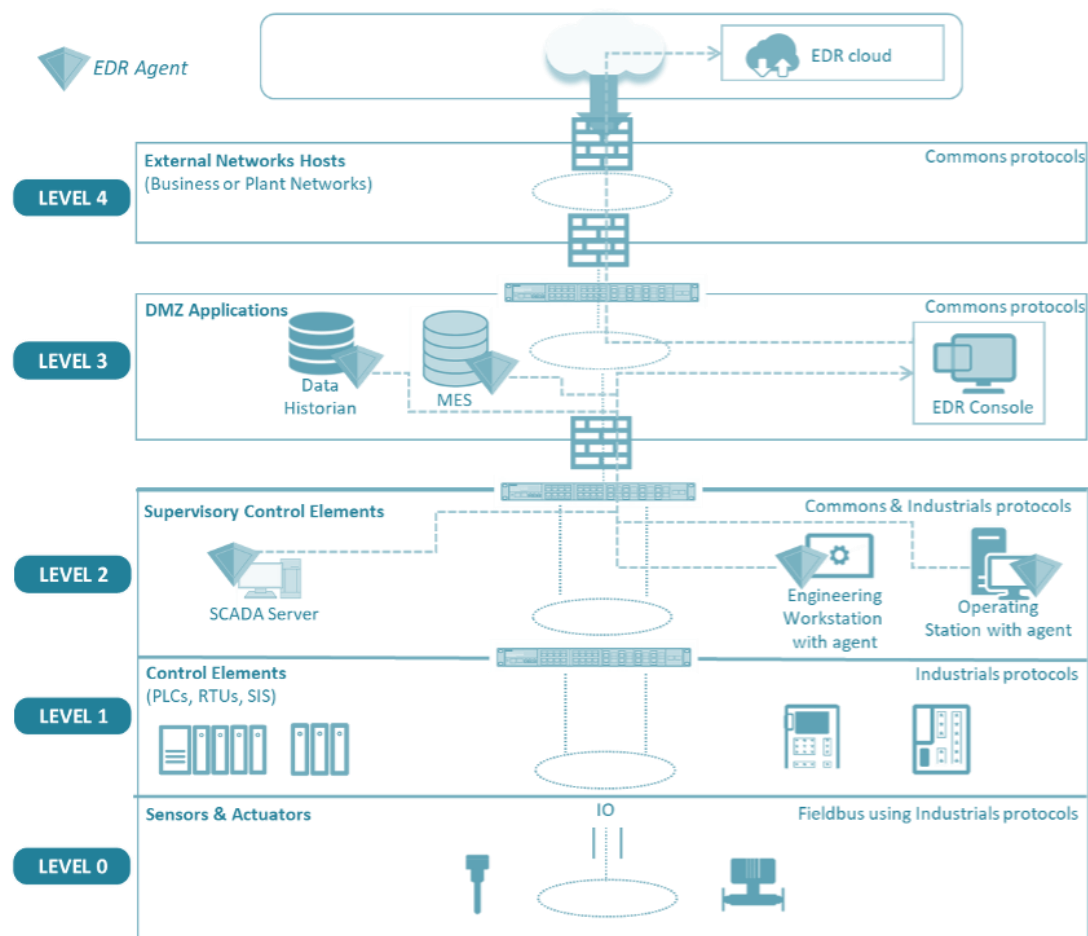 EDR Agent
EDR cloud
LEVEL 4
External Networks Hosts
(Business or Plant Networks)
Commons protocols
LEVEL 3
DMZ Applications
Commons protocols
Data
Historian
MES
EDR Console
LEVEL 2
Supervisory Control Elements
Commons & Industrials protocols
SCADA Server
Engineering
Workstation
with agent
Operating
Station with agent
LEVEL 1
Control Elements
(PLCs, RTUs, SIS)
Industrials protocols
LEVEL 0
Sensors & Actuators
IO
Fieldbus using Industrials protocols